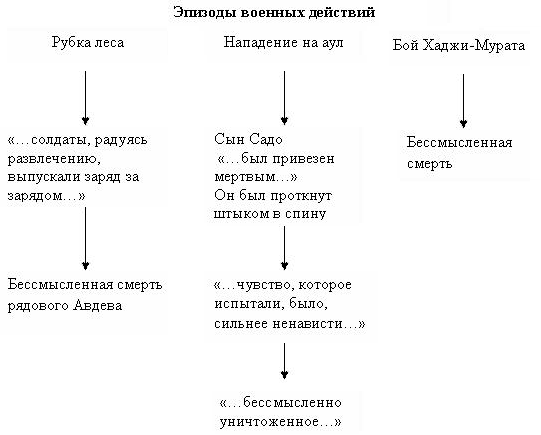 Эпизоды военных действий
Рубка леса
Нападение на аул
Бой Хаджи-Мурата
«…солдаты, радуясь
развлечению,
выпускали заряд за
зарядом…»
Сын Садо
«…был привезен
мертвым…»
Он был проткнут
штыком в спину
Бессмысленная
смерть
Бессмысленная смерть
рядового Авдева
«…чувство, которое
испытали, было,
сильнее ненависти…»
«…бессмысленно
уничтоженное…»